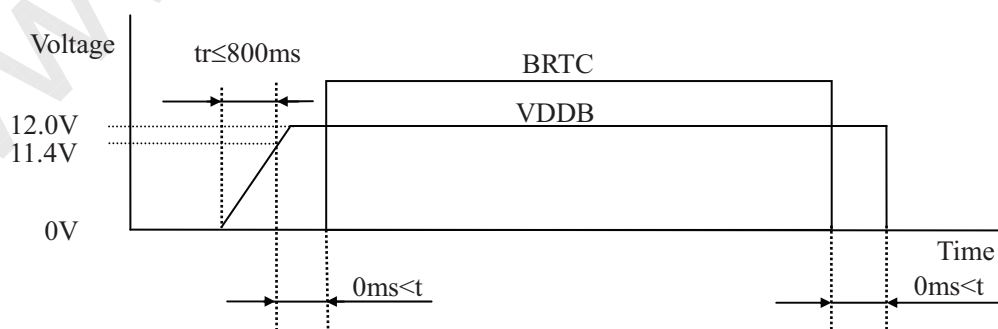 Voltage
tr≤800ms
BRTC
VDDB
12.0V
11.4V
0V
Time
0ms<t
0ms<t